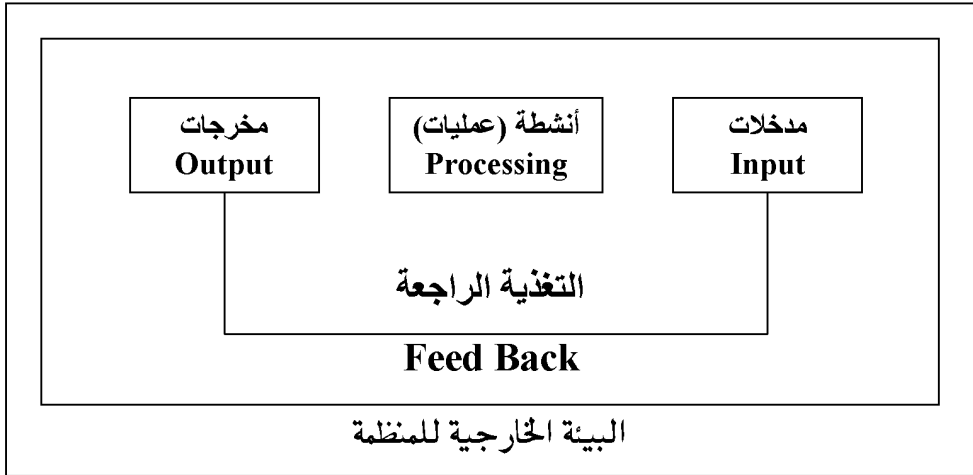 مدخلات
Input
أنشطة (عمليات)
Processing
مخرجات
Output
التغذية الراجعة
Feed Back
البيئة الخارجية للمنظمة